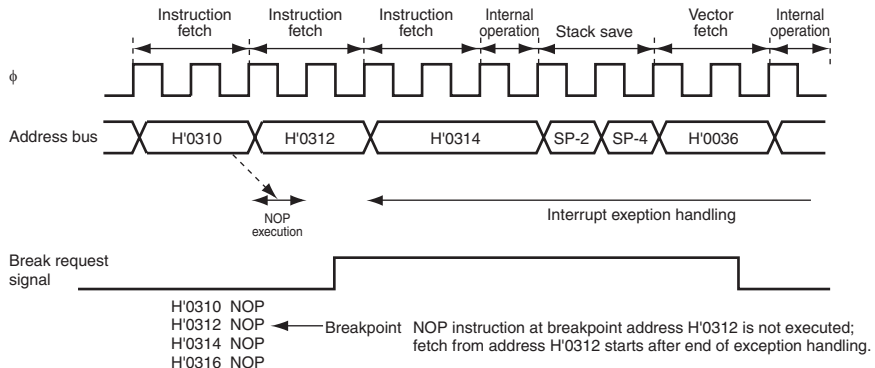 Instruction fetch
Instruction fetch
Instruction fetch
Internal operation
Stack save
Vector fetch
Internal operation
ϕ
Address bus
H'0310
H'0312
H'0314
SP-2
SP-4
H'0036
NOP execution
Interrupt exeption handling
Break request signal
H'0310 NOP
H'0312 NOP
H'0314 NOP
H'0316 NOP
Breakpoint
NOP instruction at breakpoint address H'0312 is not executed;
fetch from address H'0312 starts after end of exception handling.